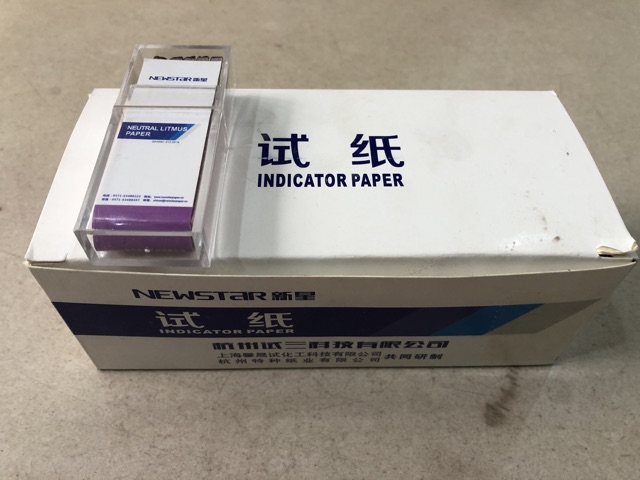 NEWSTAR 新星
NEUTRAL LITMUS
PAPER
试纸
INDICATOR PAPER
NEWSTAR 新星
试纸
INDICATOR PAPER
杭州试三科技有限公司
上海馨晟试化工科技有限公司
杭州特种纸业有限公司 共同研制